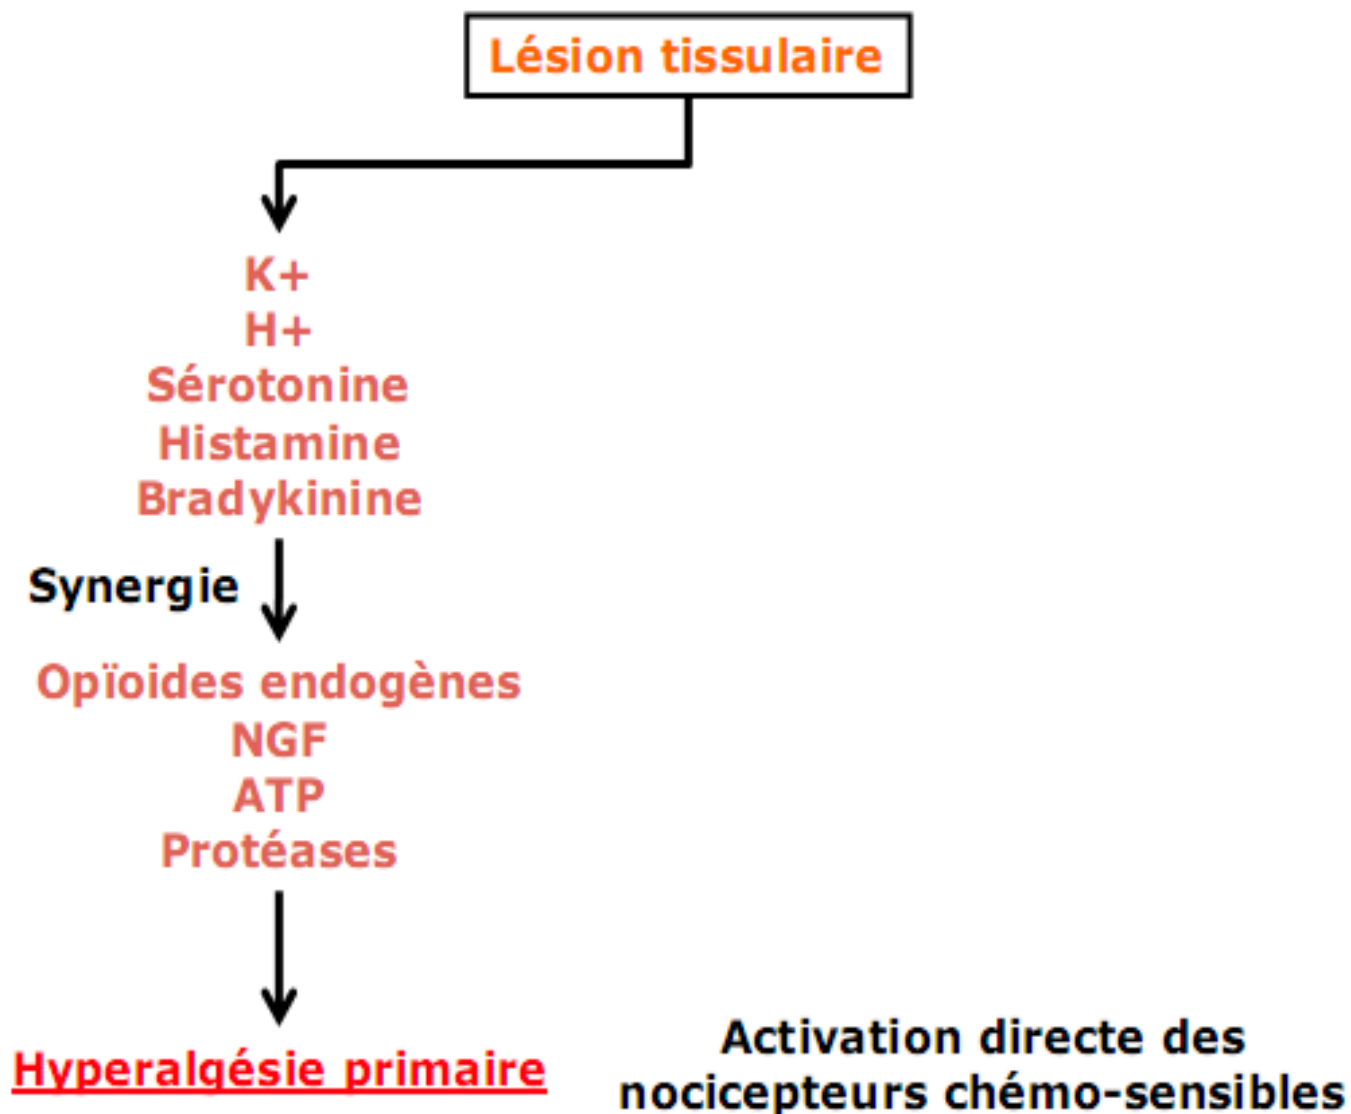 Lésion tissulaire
K+
H+
Sérotonine
Histamine
Bradykinine
Synergie
Opïoides endogènes
NGF
ATP
Protéases
Hyperalgésie primaire
Activation directe des
nocicepteurs chémo-sensibles